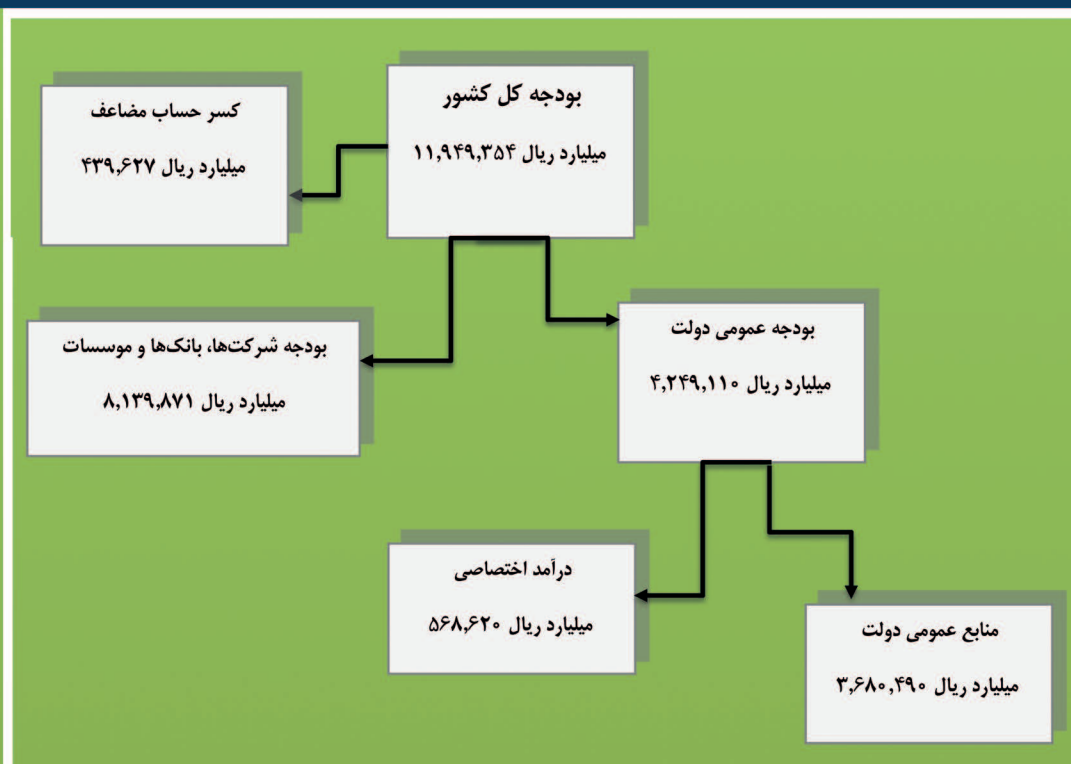 بودجه کل کشور
۱۱,۹۴۹,۳۵۴ میلیارد ریال
کسر حساب مضاعف
۴۳۹,۶۲۷ میلیارد ریال
بودجه عمومی دولت
۴,۲۴۹,۱۱۰ میلیارد ریال
بودجه شرکت‌ها، بانک‌ها و موسسات
۸,۱۳۹,۸۷۱ میلیارد ریال
درآمد اختصاصی
۵۶۸,۶۲۰ میلیارد ریال
منابع عمومی دولت
۳,۶۸۰,۴۹۰ میلیارد ریال